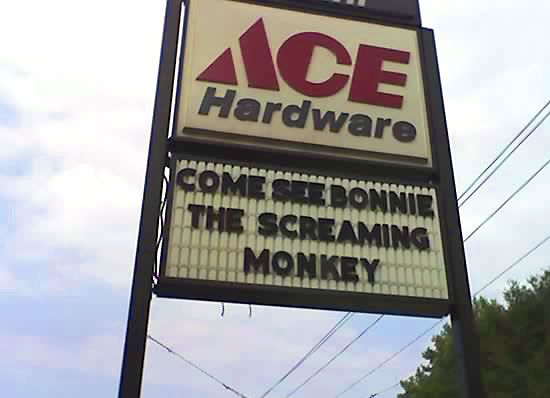 ACE
Hardware
COME SEE BONNIE
THE SCREAMING
MONKEY